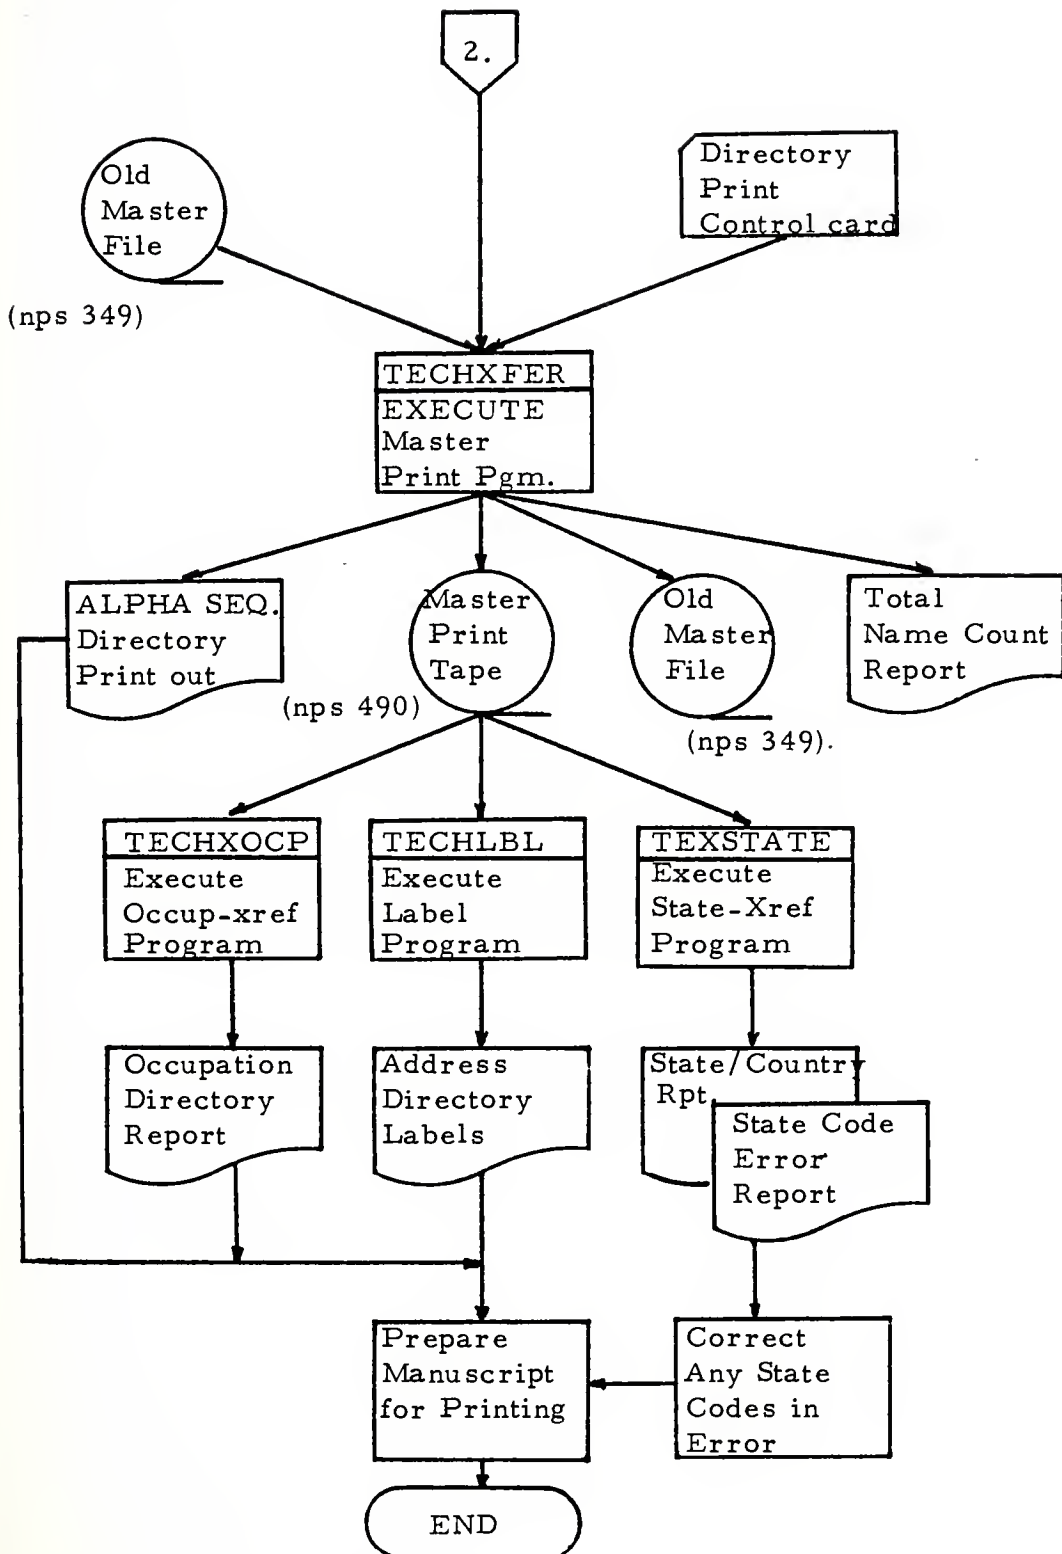 2.
Old
Master
File
(nps 349)
Directory
Print
Control card
TECHXFER
EXECUTE
Master
Print Pgm.
ALPHA SEQ.
Directory
Print out
Master
Print
Tape
(nps 490)
Old
Master
File
(nps 349).
Total
Name Count
Report
TECHXOCP
Execute
Occup-xref
Program
TECHLBL
Execute
Label
Program
TEXSTATE
Execute
State-Xref
Program
Occupation
Directory
Report
Address
Directory
Labels
State/Country
Rpt.
State Code
Error
Report
Prepare
Manuscript
for Printing
Correct
Any State
Codes in
Error
END